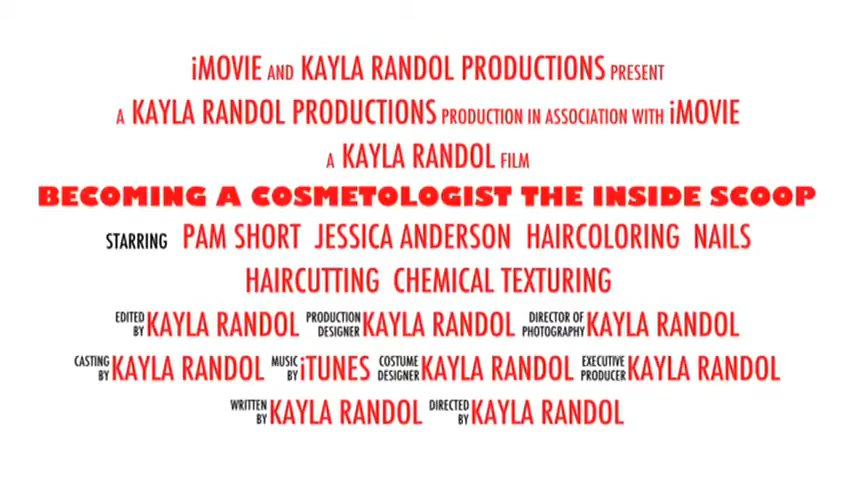 iMOVIE AND KAYLA RANDOL PRODUCTIONS PRESENT
A KAYLA RANDOL PRODUCTIONS PRODUCTION IN ASSOCIATION WITH iMOVIE
A KAYLA RANDOL FILM
BECOMING A COSMETOLOGIST THE INSIDE SCOOP
STARRING PAM SHORT JESSICA ANDERSON HAIRCOLORING NAILS
HAIRCUTTING CHEMICAL TEXTURING
EDITED BY KAYLA RANDOL PRODUCTION DESIGNER KAYLA RANDOL DIRECTOR OF PHOTOGRAPHY KAYLA RANDOL
CASTING BY KAYLA RANDOL MUSIC BY iTUNES COSTUME DESIGNER KAYLA RANDOL EXECUTIVE PRODUCER KAYLA RANDOL
WRITTEN BY KAYLA RANDOL DIRECTED BY KAYLA RANDOL